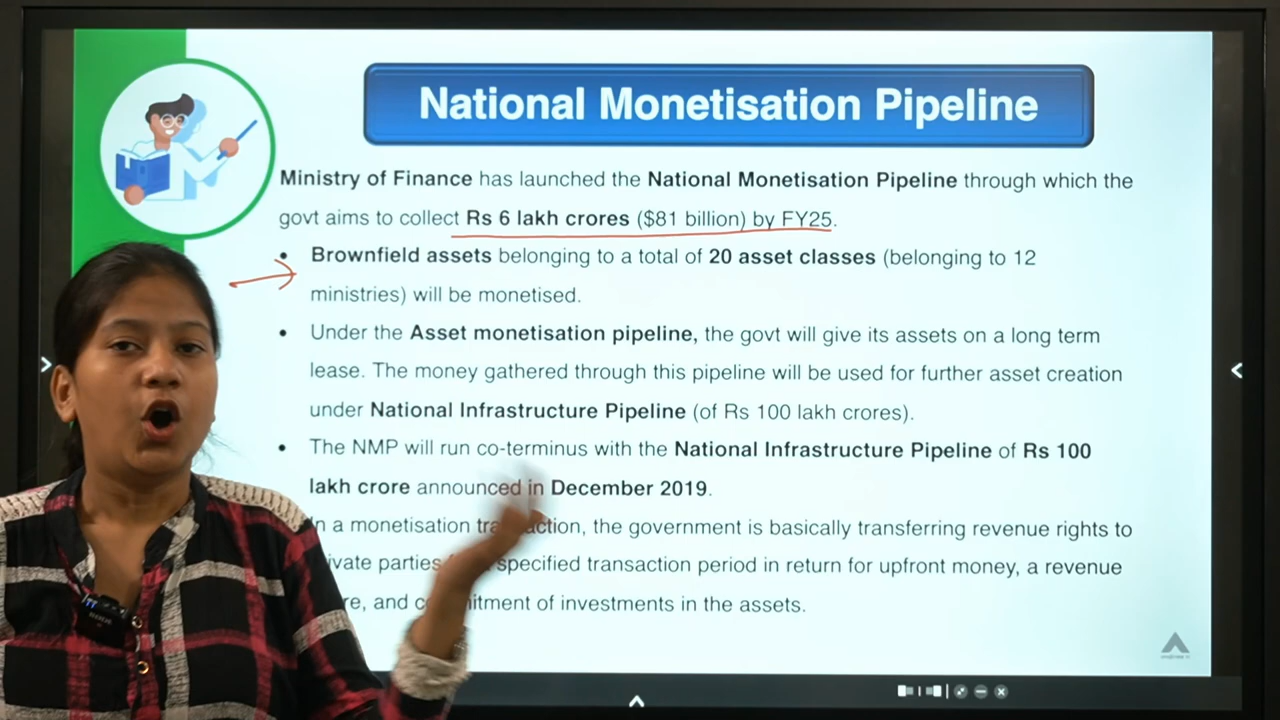 National Monetisation Pipeline
Ministry of Finance has launched the National Monetisation Pipeline through which the
govt aims to collect Rs 6 lakh crores ($81 billion) by FY25.
• Brownfield assets belonging to a total of 20 asset classes (belonging to 12
ministries) will be monetised.
• Under the Asset monetisation pipeline, the govt will give its assets on a long term
lease. The money gathered through this pipeline will be used for further asset creation
under National Infrastructure Pipeline (of Rs 100 lakh crores).
• The NMP will run co-terminus with the National Infrastructure Pipeline of Rs 100
lakh crore announced in December 2019.
In a monetisation transaction, the government is basically transferring revenue rights to
parties specified transaction period in return for upfront money, a revenue
and commitment of investments in the assets.